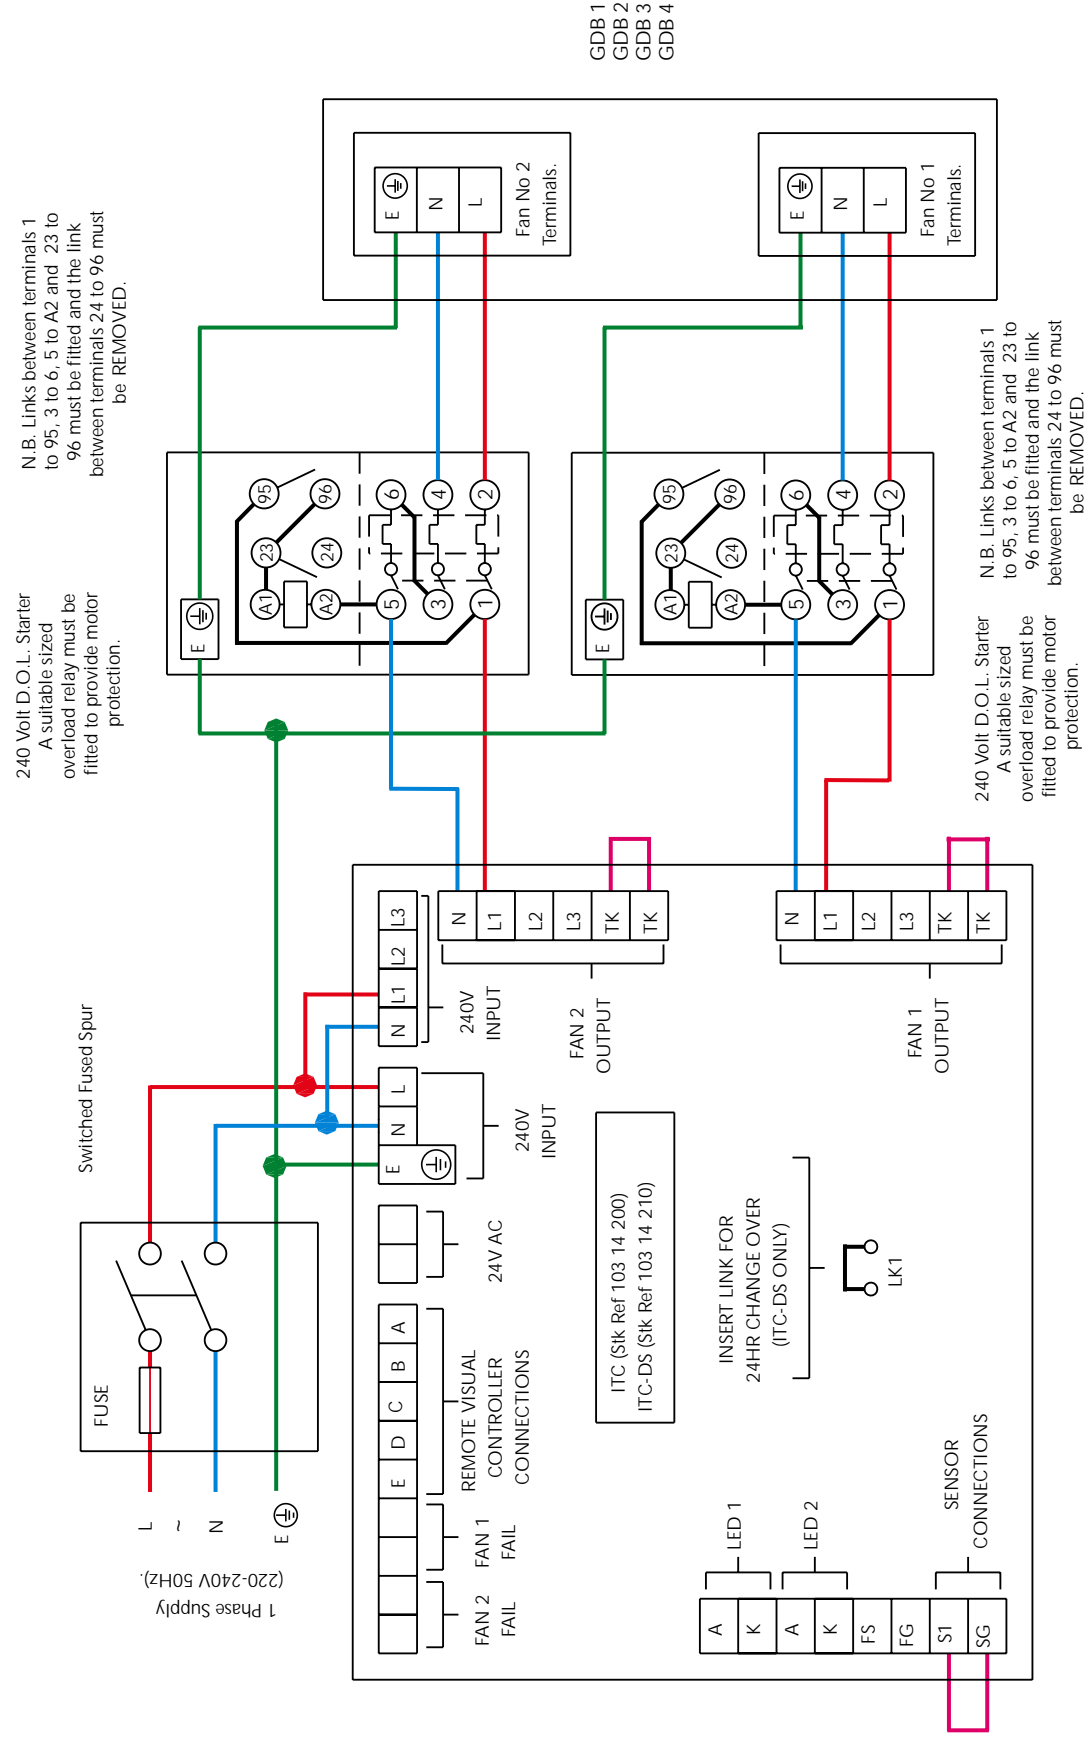 GDB 1
GDB 2
GDB 3
GDB 4
N.B. Links between terminals 1
to 95, 3 to 6, 5 to A2 and 23 to
96 must be fitted and the link
between terminals 24 to 96 must
be REMOVED.
240 Volt D.O.L. Starter
A suitable sized
overload relay must be
fitted to provide motor
protection.
E
N
L
Fan No 2
Terminals.
E
N
L
Fan No 1
Terminals.
E
A1
A2
23
24
95
96
5
3
1
6
4
2
E
A1
A2
23
24
95
96
5
3
1
6
4
2
N.B. Links between terminals 1
to 95, 3 to 6, 5 to A2 and 23 to
96 must be fitted and the link
between terminals 24 to 96 must
be REMOVED.
240 Volt D.O.L. Starter
A suitable sized
overload relay must be
fitted to provide motor
protection.
Switched Fused Spur
FUSE
L
~
N
E
1 Phase Supply
(220-240V 50Hz).
FAN 2
FAIL
FAN 1
FAIL
E
D
C
B
A
REMOTE VISUAL
CONTROLLER
CONNECTIONS
24V AC
E
N
L
240V
INPUT
N
L1
L2
L3
240V
INPUT
N
L1
L2
L3
TK
TK
FAN 2
OUTPUT
N
L1
L2
L3
TK
TK
FAN 1
OUTPUT
ITC (Stk Ref 103 14 200)
ITC-DS (Stk Ref 103 14 210)
INSERT LINK FOR
24HR CHANGE OVER
(ITC-DS ONLY)
LK1
A
K
A
K
FS
FG
S1
SG
LED 1
LED 2
SENSOR
CONNECTIONS